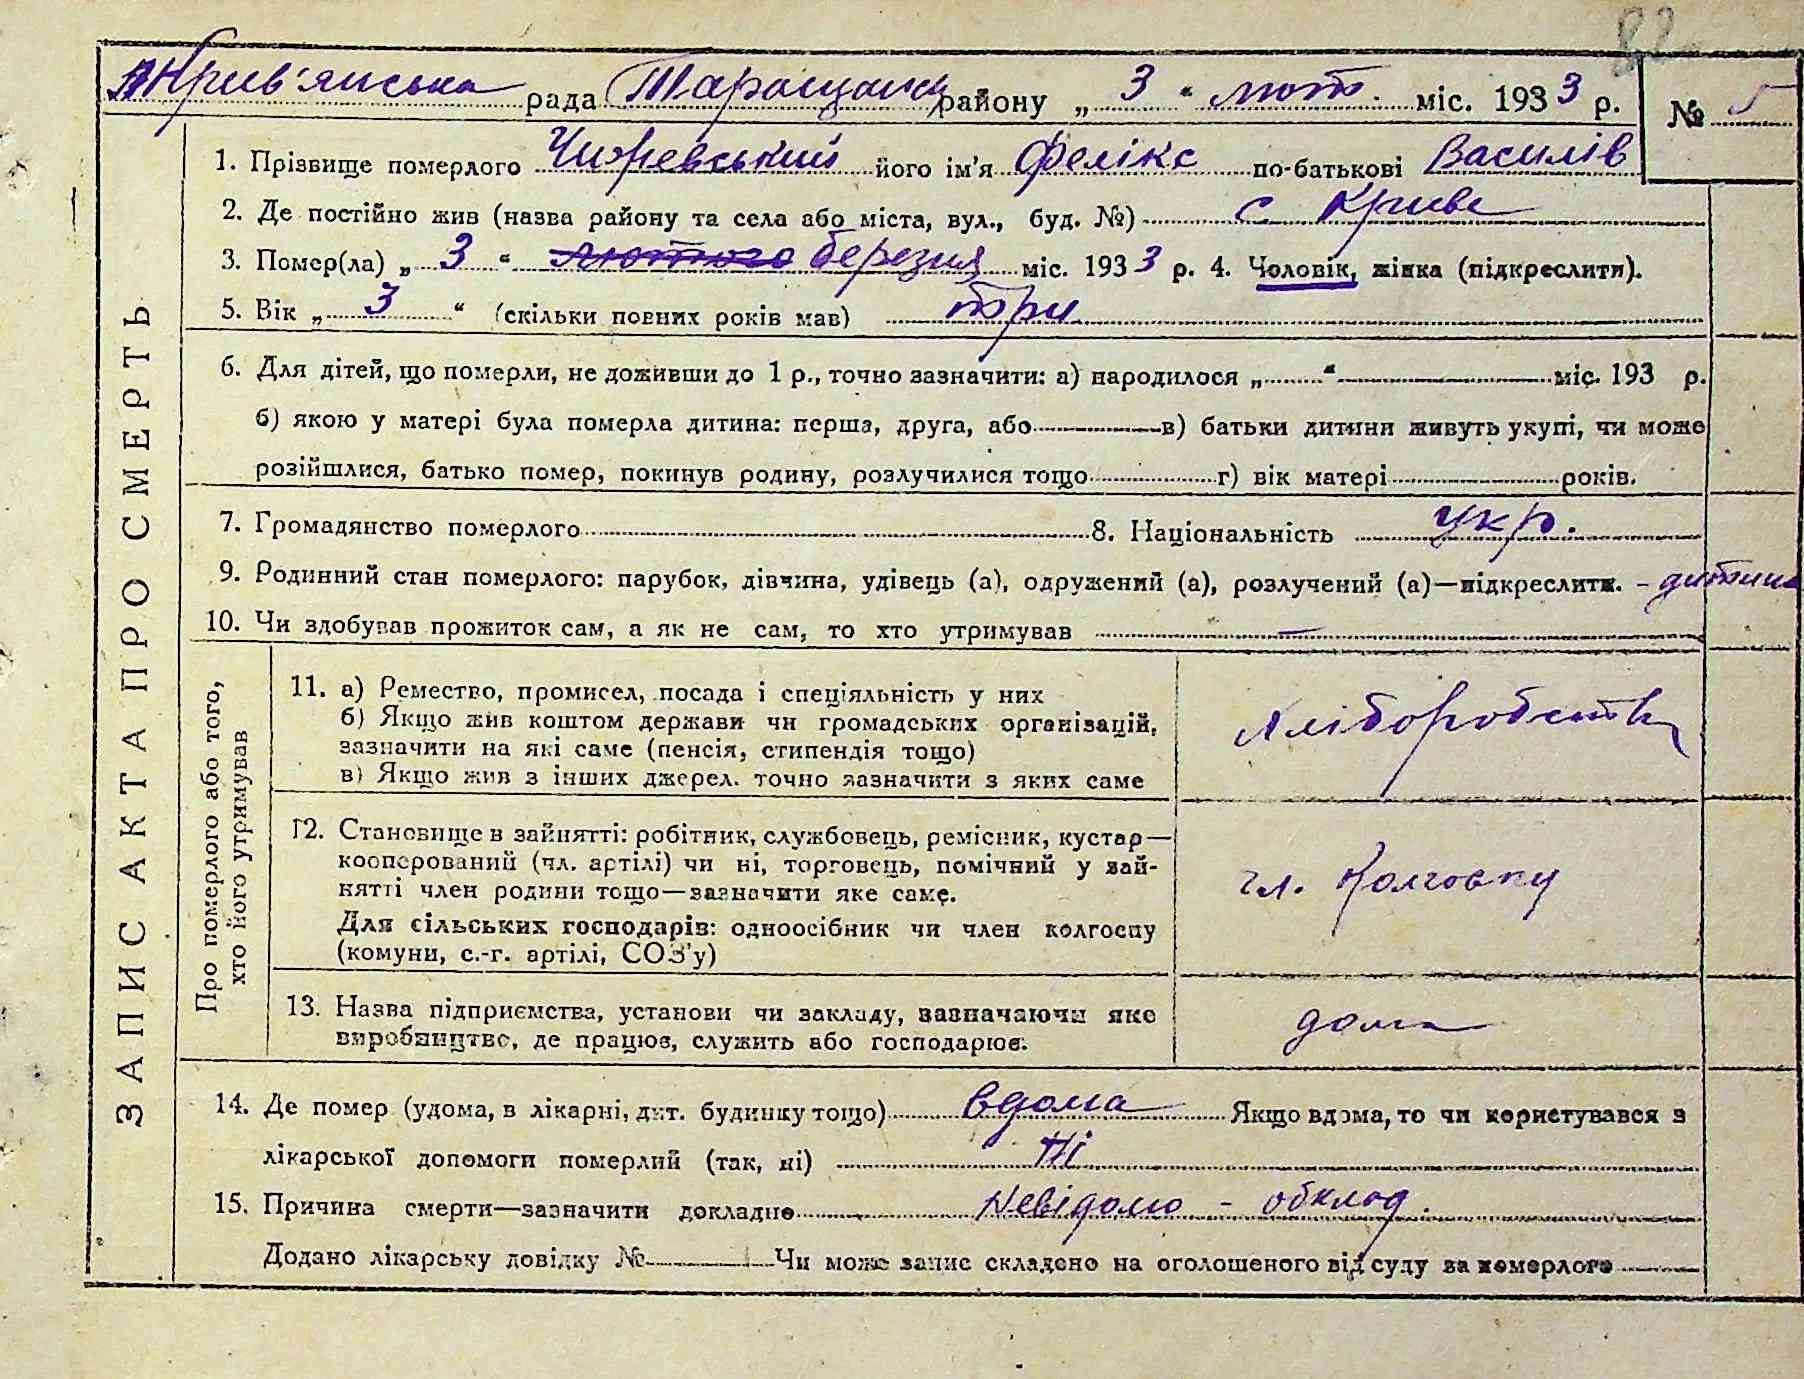 82
Крив'янська рада Таращанськ району „ 3 " лют. міс. 1933 р. № 5
1. Прізвище померлого його ім'я Фелікс по-батькові Василів
2. Де постійно жив (назва району та села або міста, вул., буд. №) с Криве
3. Помер(ла) „ 3 " лютого березня міс. 1933 р. 4. Чоловік, жінка (підкреслити).
5. Вік „ 3 " (скільки повних років мав) три
6. Для дітей, що померли, не доживши до 1 р., точно зазначити: а) народилося „ " міс. 193 р.
б) якою у матері була померла дитина: перша, друга, або в) батьки дитини живуть укупі, чи може
розійшлися, батько помер, покинув родину, розлучилися тощо г) вік матері років.
7. Громадянство померлого 8. Національність укр.
9. Родинний стан померлого: парубок, дівчина, удівець (а), одружений (а), розлучений (а)—підкреслити. - дитина
10. Чи здобував прожиток сам, а як не сам, то хто утримував —
ЗАПИС АКТА ПРО СМЕРТЬ
Про померлого або того,
хто його утримував
11. а) Ремество, промисел, посада і спеціяльність у них
б) Якщо жив коштом держави чи громадських організацій,
зазначити на які саме (пенсія, стипендія тощо)
в) Якщо жив з інших джерел. точно зазначити з яких саме
Хліборобств
12. Становище в зайнятті: робітник, службовець, ремісник, кустар—
кооперований (чл. артілі) чи ні, торговець, помічний у зай-
нятті член родини тощо—зазначити яке саме.
Для сільських господарів: одноосібник чи член колгоспу
(комуни, с.-г. артілі, СОЗ'у)
чл. Колгоспу
13. Назва підприємства, установи чи закладу, зазначаючи яке
виробництво, де працює, служить або господарює.
дома
14. Де помер (удома, в лікарні, дит. будинку тощо) вдома Якщо вдома, то чи користувався з
лікарської допомоги померлий (так, ні) Ні
15. Причина смерти—зазначити докладно Невідомо - обклад.
Додано лікарську довідку № Чи може запис складено на оголошеного від суду за померлого